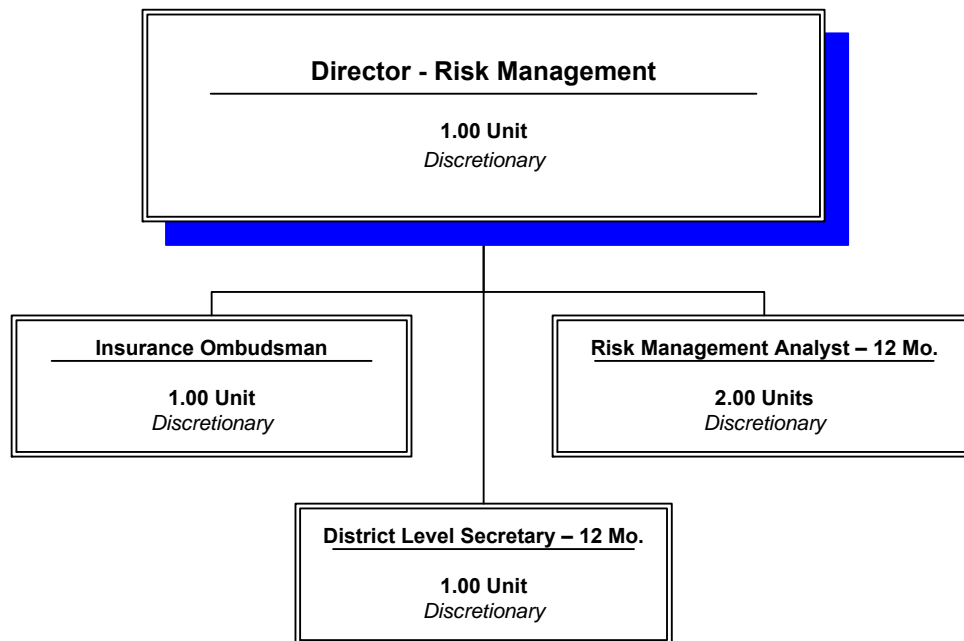 Director - Risk Management
1.00 Unit
Discretionary
Insurance Ombudsman
1.00 Unit
Discretionary
Risk Management Analyst – 12 Mo.
2.00 Units
Discretionary
District Level Secretary – 12 Mo.
1.00 Unit
Discretionary